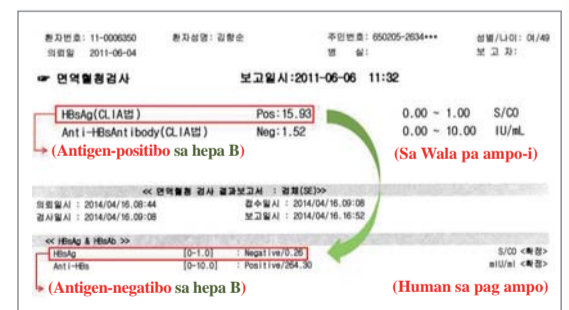 환자번호: 11-0006350 환자성명: 김향순 주민번호: 650205-2634*** 성별/나이: 여/49
의뢰일 2011-06-04 병 실: 보 고 자:
☞ 면역혈청검사 보고일시:2011-06-06 11:32
HBsAg(CLIA법) Pos:15.93 0.00 ~ 1.00 S/CO
Anti-HBsAntibody(CLIA법) Neg:1.52 0.00 ~ 10.00 IU/mL
(Antigen-positibo sa hepa B) (Sa Wala pa ampo-i)
<< 면역혈청 검사 결과보고서 : 검체(SE)>>
의뢰일시 : 2014/04/16.08:44 접수일시 : 2014/04/16.09:08
검사일시 : 2014/04/16.09:08 보고일시 : 2014/04/16.16:52
<< HBsAg & HBsAb >>
HBsAg [0-1.0] : Negative/0.26 S/CO <확정>
Anti-HBs [0-10.0] : Positive/264.30 mIU/ml <확정>
(Antigen-negatibo sa hepa B) (Human sa pag ampo)